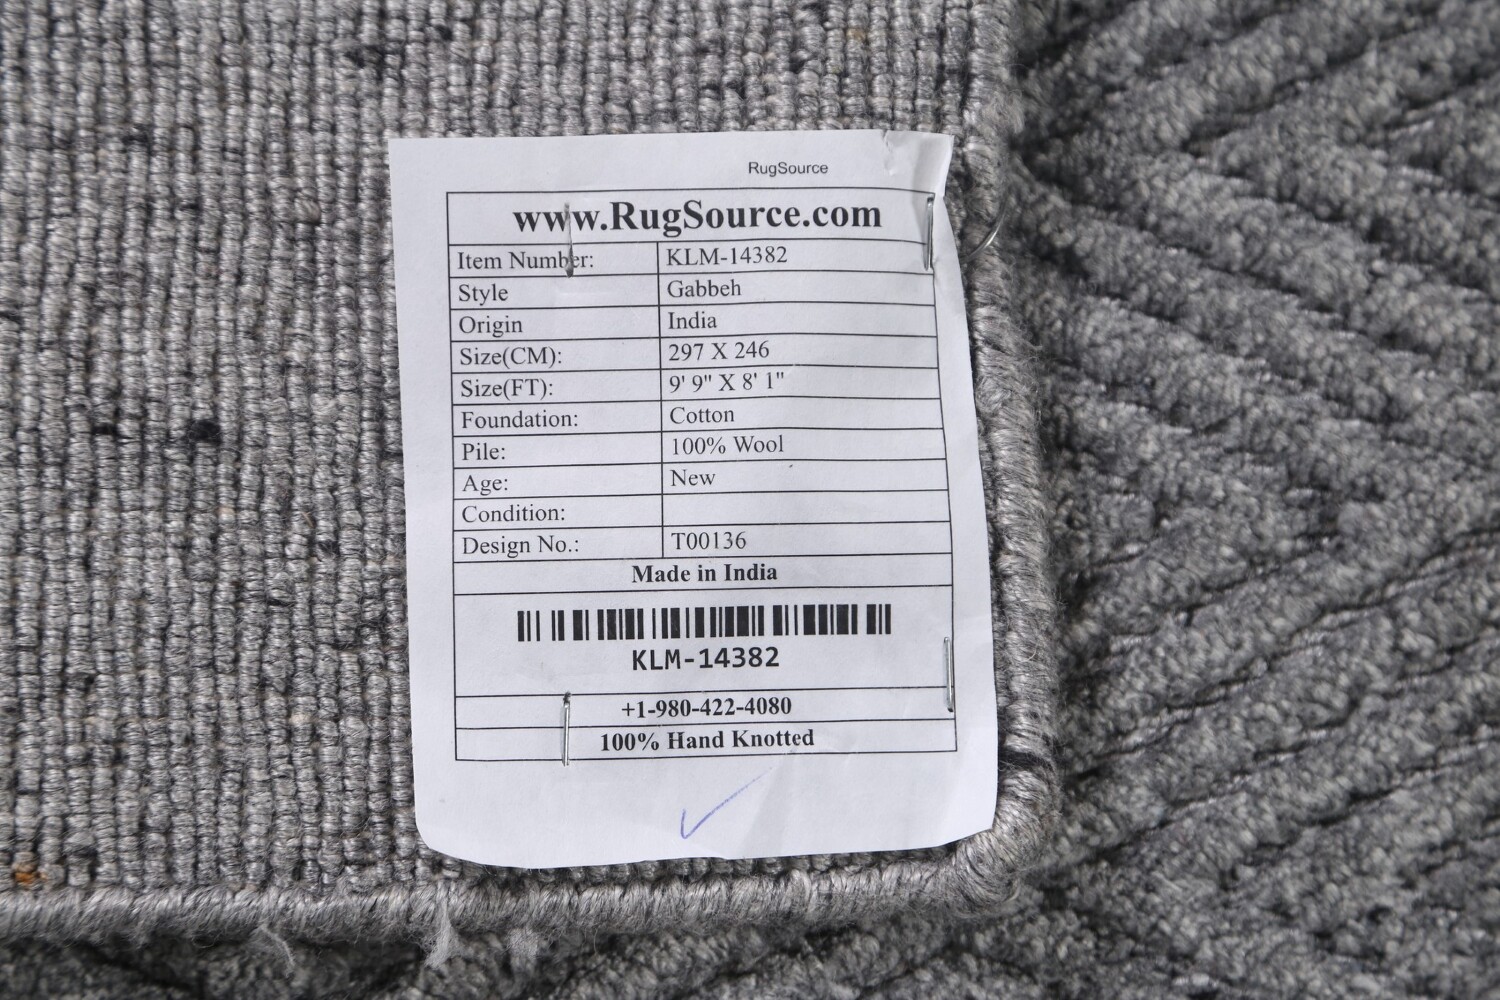 RugSource
www.RugSource.com
Item Number: KLM-14382
Style Gabbeh
Origin India
Size(CM): 297 X 246
Size(FT): 9' 9" X 8' 1"
Foundation: Cotton
Pile: 100% Wool
Age: New
Condition:
Design No.: T00136
Made in India
KLM-14382
+1-980-422-4080
100% Hand Knotted